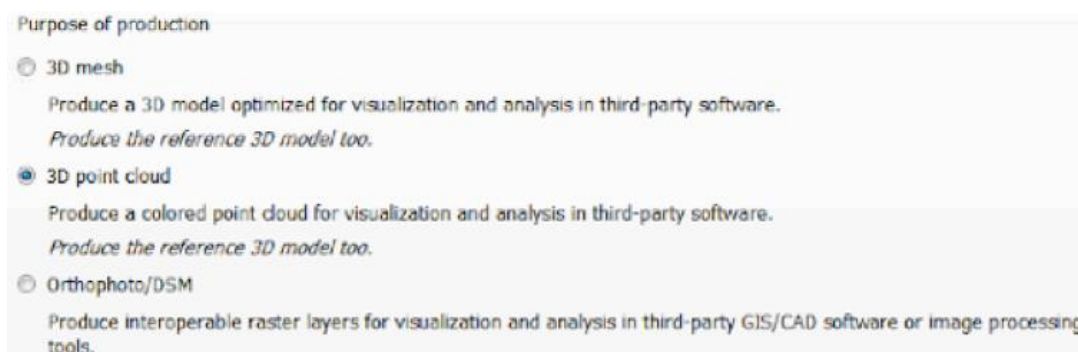 Purpose of production
3D mesh
Produce a 3D model optimized for visualization and analysis in third-party software.
Produce the reference 3D model too.
3D point cloud
Produce a colored point cloud for visualization and analysis in third-party software.
Produce the reference 3D model too.
Orthophoto/DSM
Produce interoperable raster layers for visualization and analysis in third-party GIS/CAD software or image processing
tools.